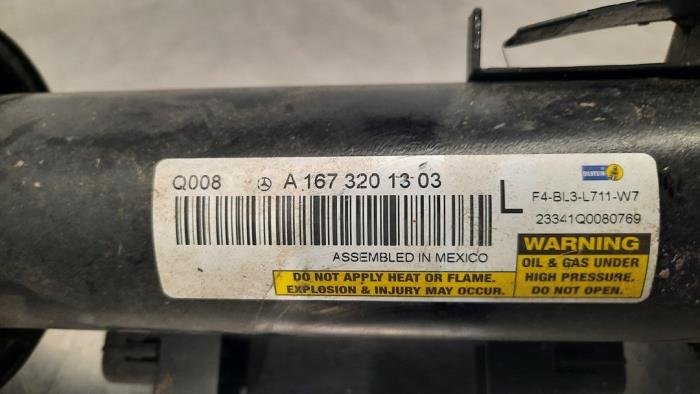 Q008 A 167 320 13 03
L
BILSTEIN
F4-BL3-L711-W7
23341Q0080769
ASSEMBLED IN MEXICO
DO NOT APPLY HEAT OR FLAME.
EXPLOSION & INJURY MAY OCCUR.
WARNING
OIL & GAS UNDER
HIGH PRESSURE.
DO NOT OPEN.